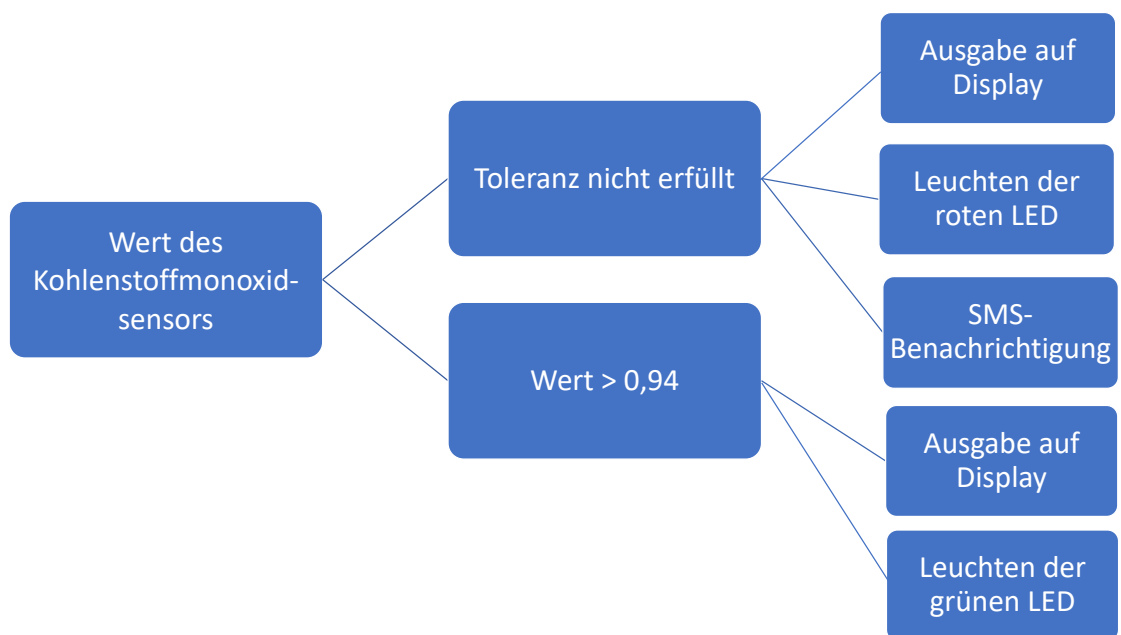 Wert des
Kohlenstoffmonoxid-
sensors
Toleranz nicht erfüllt
Wert > 0,94
Ausgabe auf
Display
Leuchten der
roten LED
SMS-
Benachrichtigung
Ausgabe auf
Display
Leuchten der
grünen LED